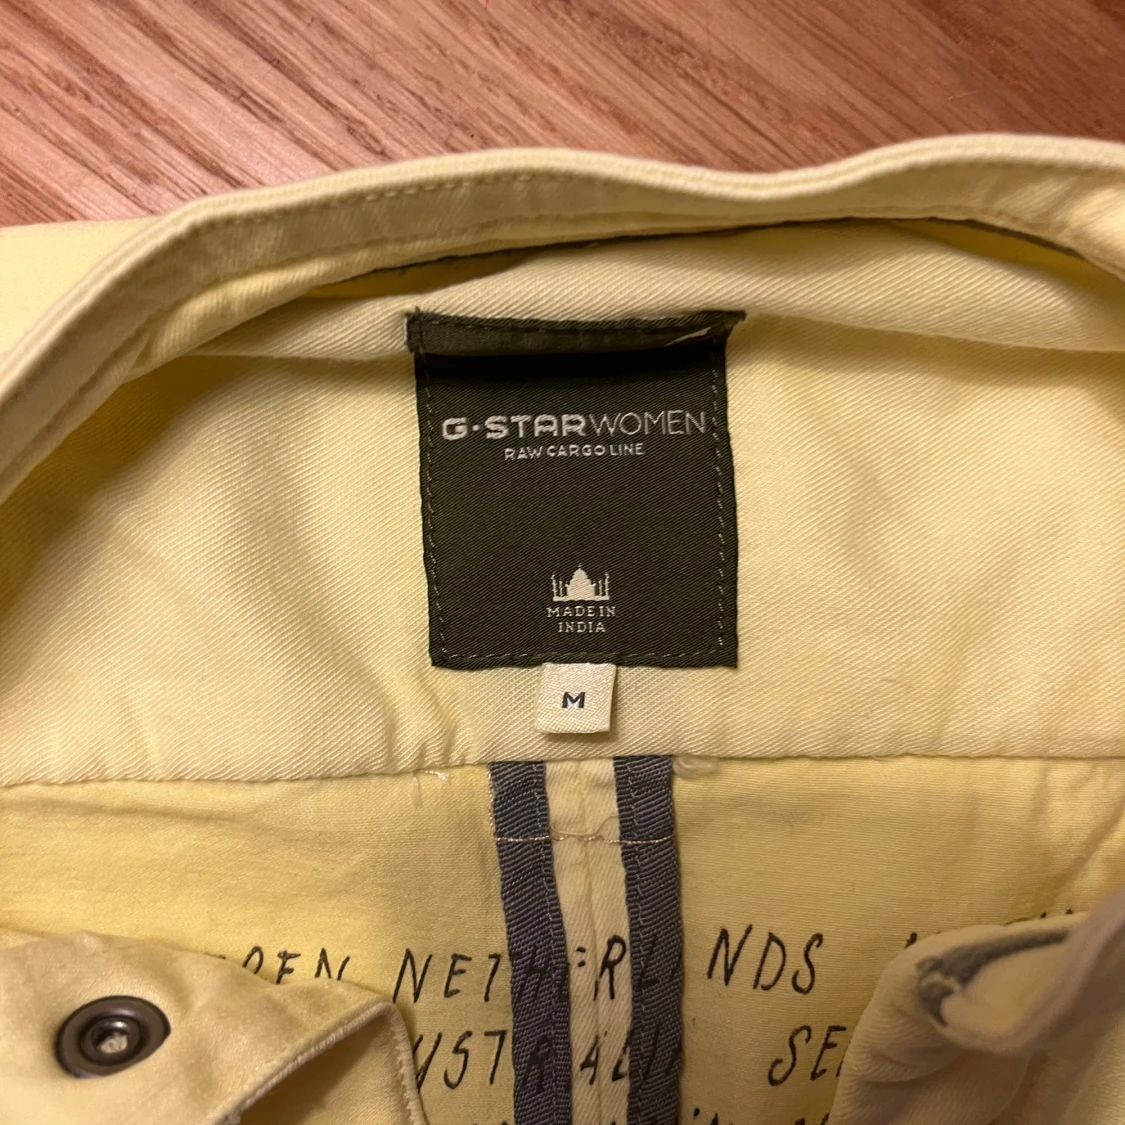 G·STARWOMEN
RAW CARGO LINE
MADE IN
INDIA
M
NETHERLANDS